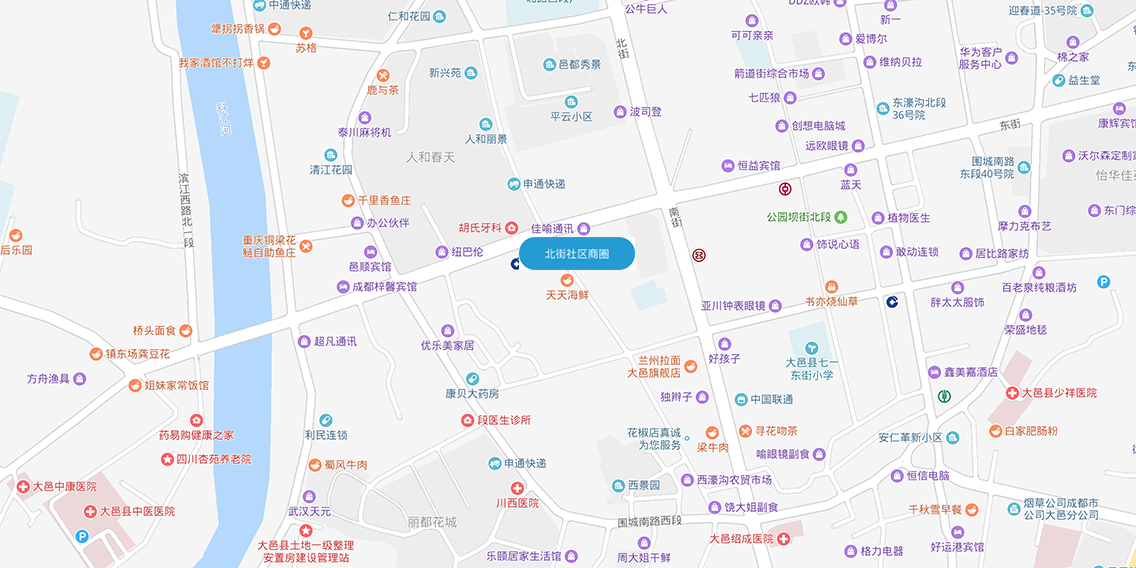 中通快递
仁和花园
公牛巨人
新一
迎春道-35号院
犟拐拐香锅
苏格
可可亲亲
爱博尔
华为客户
服务中心
棉之家
我家酒馆不打烊
新兴苑
邑都秀景
北街
箭道街综合市场
维纳贝拉
益生堂
鹿与茶
七匹狼
东濠沟北段
36号院
斜江河
泰川麻将机
人和丽景
平云小区
波司登
创想电脑城
东街
康辉宾馆
远欧眼镜
人和春天
清江花园
恒益宾馆
蓝天
围城南路
东段40号院
沃尔森定制家
怡华佳苑
申通快递
滨江西路北一段
千里香鱼庄
办公伙伴
胡氏牙科
佳喻通讯
南街
公园坝街北段
植物医生
摩力克布艺
东门综
后乐园
重庆铜梁花
鲢自助鱼庄
邑顺宾馆
纽巴伦
北街社区商圈
饰说心语
敢动连锁
居比路家纺
成都梓馨宾馆
天天海鲜
亚川钟表眼镜
书亦烧仙草
胖太太服饰
百老泉纯粮酒坊
P
桥头面食
超凡通讯
优乐美家居
荣盛地毯
镇东场龚豆花
好孩子
大邑县七一
东街小学
方舟渔具
姐妹家常饭馆
兰州拉面
大邑旗舰店
鑫美嘉酒店
康贝大药房
独辫子
中国联通
大邑县少祥医院
药易购健康之家
利民连锁
段医生诊所
花椒店真诚
为您服务
梁牛肉
寻花吻茶
安仁革新小区
白家肥肠粉
四川杏苑养老院
蜀风牛肉
申通快递
喻眼镜副食
恒信电脑
大邑中康医院
西景园
西濠沟农贸市场
大邑县中医医院
武汉天元
川西医院
饶大姐副食
千秋雪早餐
烟草公司成都市
公司大邑分公司
丽都花城
围城南路西段
P
大邑县土地一级整理
安置房建设管理站
乐颐居家生活馆
周大姐干鲜
大邑绍成医院
格力电器
好运港宾馆